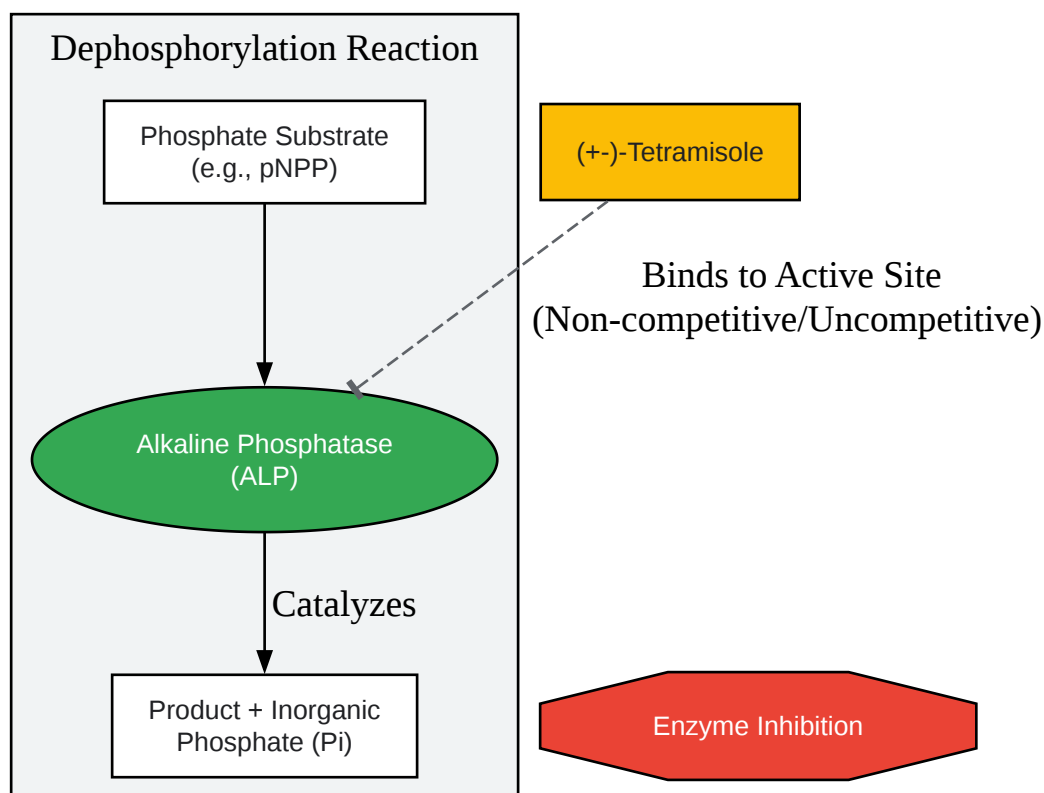 Dephosphorylation Reaction
Phosphate Substrate
(e.g., pNPP)
(+-)-Tetramisole
Binds to Active Site
(Non-competitive/Uncompetitive)
Alkaline Phosphatase
(ALP)
Catalyzes
Product + Inorganic
Phosphate (Pi)
Enzyme Inhibition